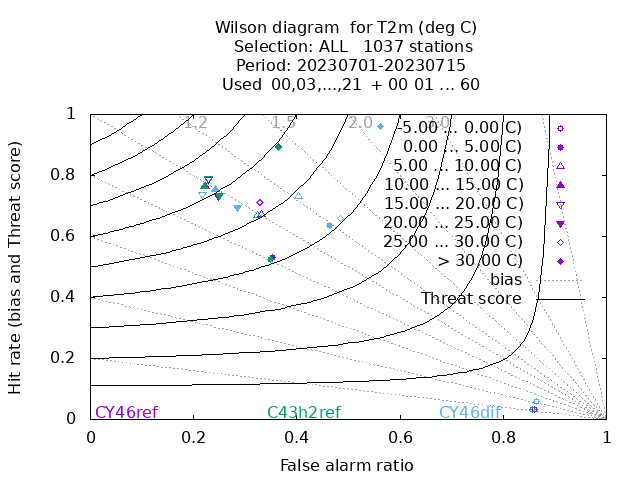 Wilson diagram  for T2m (deg C)
Selection: ALL   1037 stations
Period: 20230701-20230715
Used  00,03,...,21  + 00 01 ... 60
Hit rate (bias and Threat score)
1
0.8
0.6
0.4
0.2
0
1.2
1.5
2.0
3.0
-5.00 ... 0.00 C)
0.00 ... 5.00 C)
5.00 ... 10.00 C)
10.00 ... 15.00 C)
15.00 ... 20.00 C)
20.00 ... 25.00 C)
25.00 ... 30.00 C)
> 30.00 C)
bias
Threat score
CY46ref
C43h2ref
CY46dif
0
0.2
0.4
0.6
0.8
1
False alarm ratio